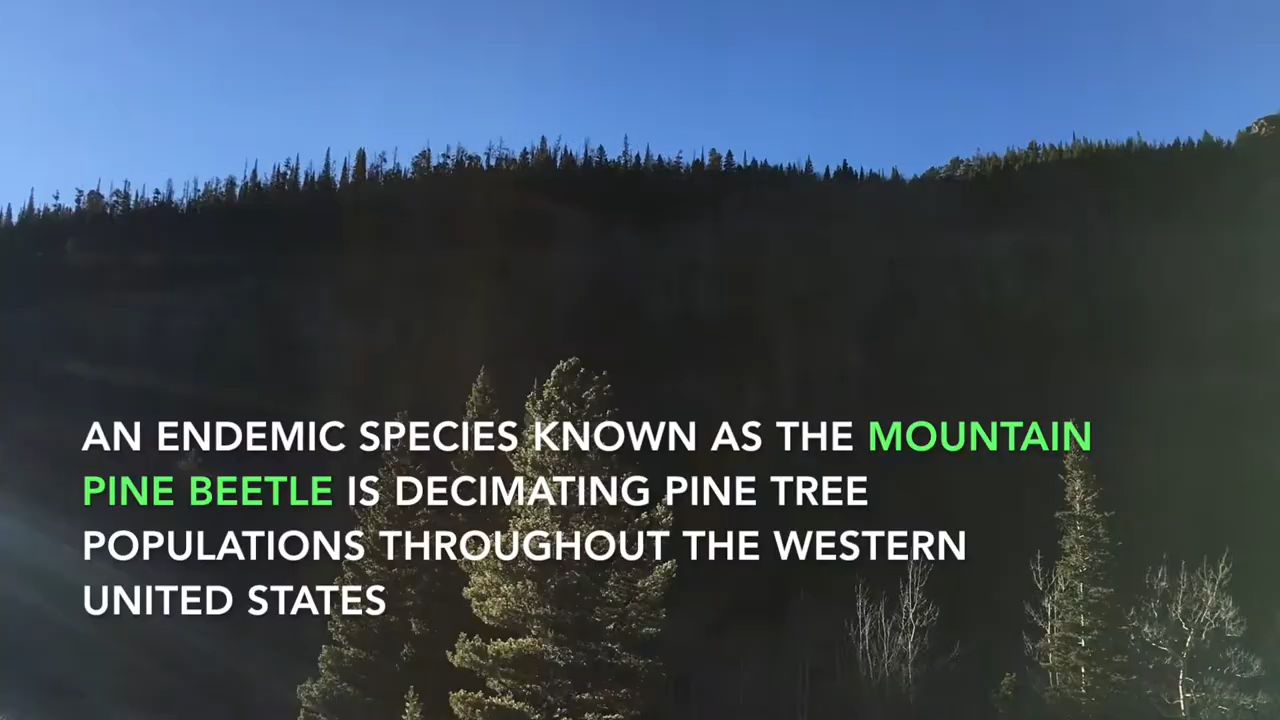 AN ENDEMIC SPECIES KNOWN AS THE MOUNTAIN
PINE BEETLE IS DECIMATING PINE TREE
POPULATIONS THROUGHOUT THE WESTERN
UNITED STATES